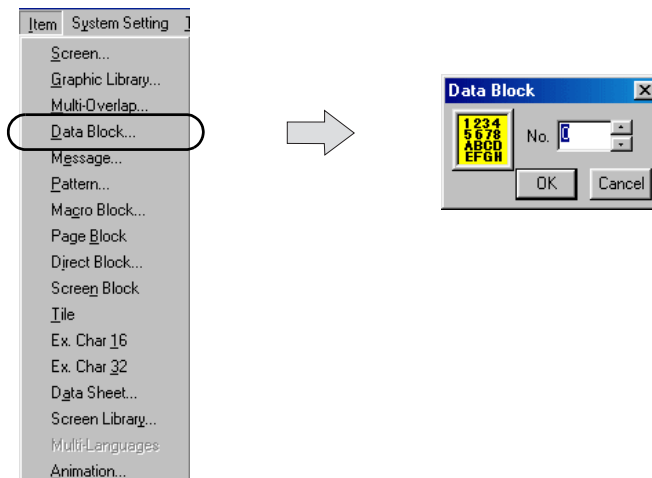 Item System Setting
Screen...
Graphic Library...
Multi-Overlap...
Data Block...
Message...
Pattern...
Macro Block...
Page Block
Direct Block...
Screen Block
Tile
Ex. Char 16
Ex. Char 32
Data Sheet...
Screen Library...
Multi-Languages
Animation...
Data Block
1234
5678
ABCD
EFGH
No. 0
OK Cancel